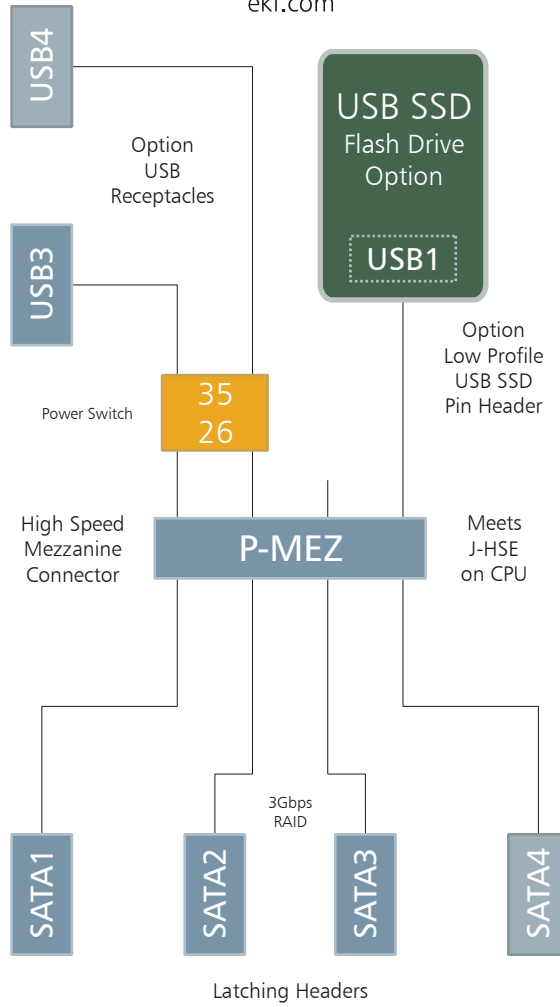 ekf.com
USB4
USB SSD
Flash Drive
Option
USB1
Option
USB
Receptacles
USB3
Option
Low Profile
USB SSD
Pin Header
35
26
Power Switch
High Speed
Mezzanine
Connector
P-MEZ
Meets
J-HSE
on CPU
3Gbps
RAID
SATA1
SATA2
SATA3
SATA4
Latching Headers